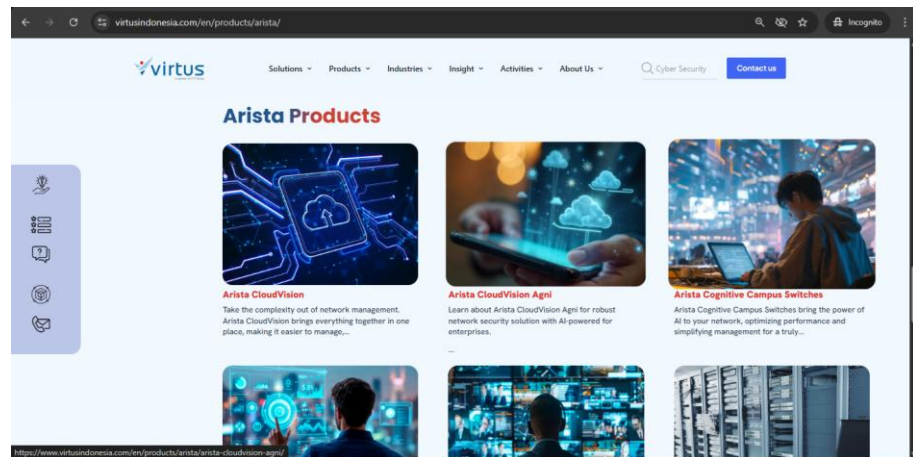 virtusindonesia.com/en/products/arista/
Incognito
virtus
Solutions
Products
Industries
Insight
Activities
About Us
Cyber Security
Contact us
Arista Products
Arista CloudVision
Take the complexity out of network management.
Arista CloudVision brings everything together in one
place, making it easier to manage,...
Arista CloudVision Agni
Learn about Arista CloudVision Agni for robust
network security solution with AI-powered for
enterprises.
...
Arista Cognitive Campus Switches
Arista Cognitive Campus Switches bring the power of
AI to your network, optimizing performance and
simplifying management for a truly...
https://www.virtusindonesia.com/en/products/arista/arista-cloudvision-agni/